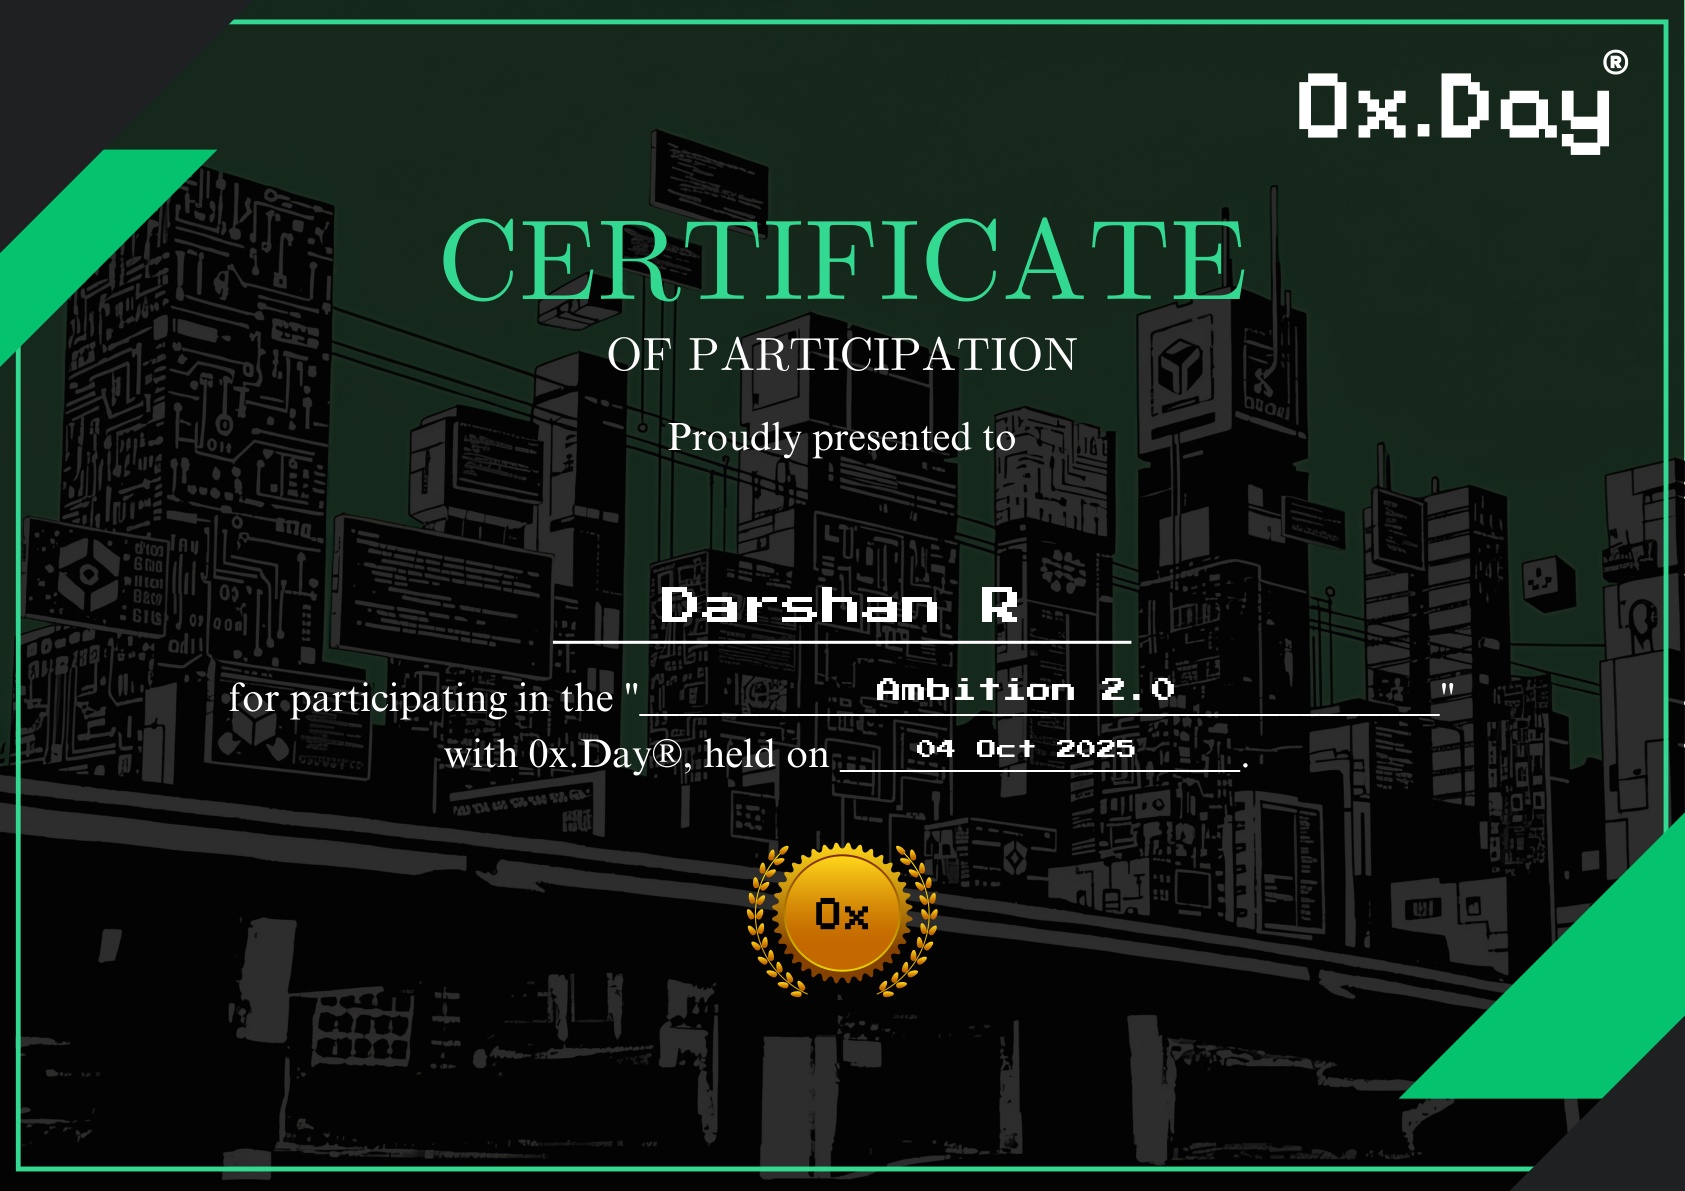 0x.Day®
CERTIFICATE
OF PARTICIPATION
Proudly presented to
Darshan R
for participating in the "Ambition 2.0"
with 0x.Day®, held on 04 Oct 2025.
0x